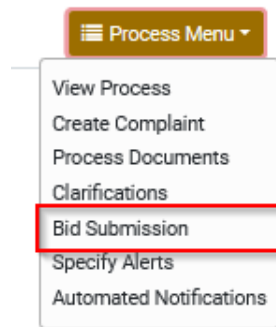 Process Menu
View Process
Create Complaint
Process Documents
Clarifications
Bid Submission
Specify Alerts
Automated Notifications